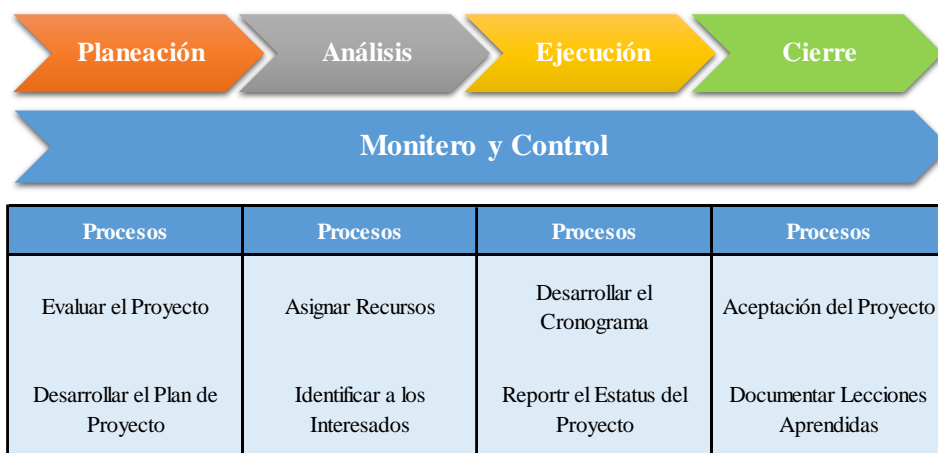 Planeación
Análisis
Ejecución
Cierre
Monitero y Control
Procesos
Procesos
Procesos
Procesos
Evaluar el Proyecto
Asignar Recursos
Desarrollar el
Cronograma
Aceptación del Proyecto
Desarrollar el Plan de
Proyecto
Identificar a los
Interesados
Reportr el Estatus del
Proyecto
Documentar Lecciones
Aprendidas